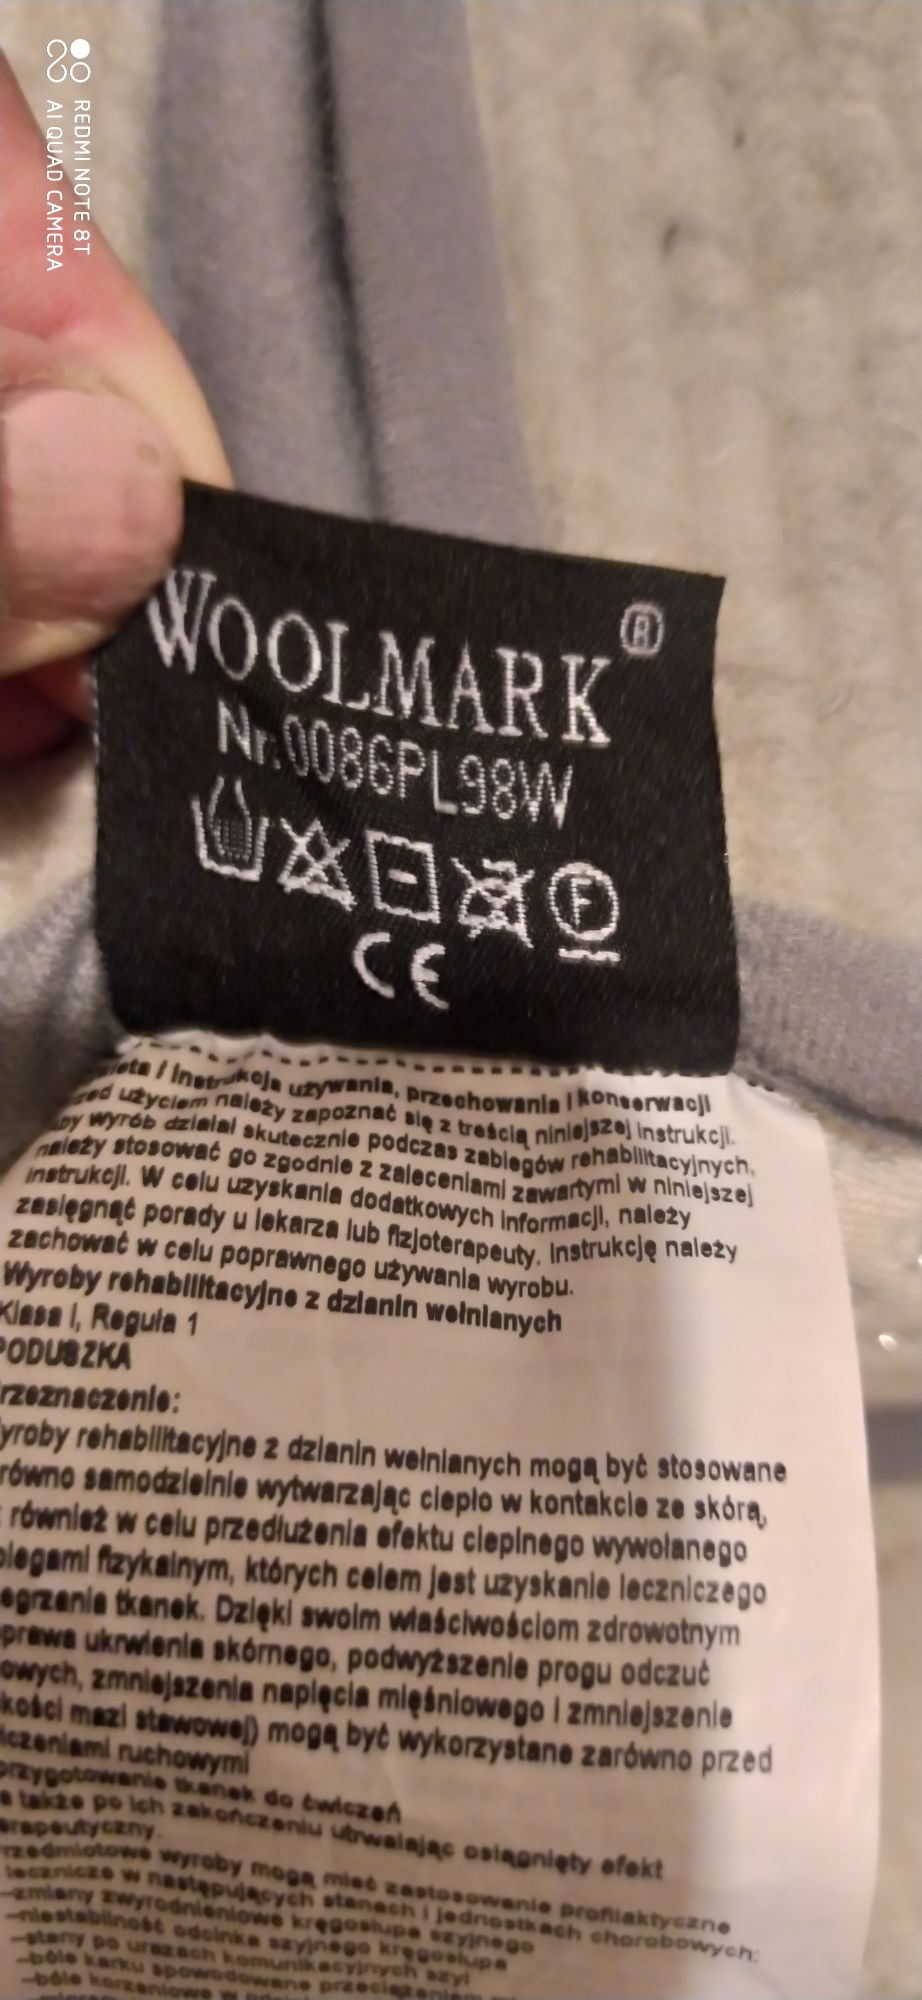 REDMI NOTE 8T
AI QUAD CAMERA
WOOLMARK ®
Nr.0086PL98W
F
CE
Instrukcja używania, przechowania i konserwacji
użyciem należy zapoznać się z treścią niniejszej instrukcji.
wyrób działał skutecznie podczas zabiegów rehabilitacyjnych,
należy stosować go zgodnie z zaleceniami zawartymi w niniejszej
instrukcji. W celu uzyskania dodatkowych informacji, należy
zasięgnąć porady u lekarza lub fizjoterapeuty. Instrukcję należy
zachować w celu poprawnego używania wyrobu.
Wyroby rehabilitacyjne z dzianin wełnianych
Klasa I, Reguła 1
PODUSZKA
rzeznaczenie:
yroby rehabilitacyjne z dzianin wełnianych mogą być stosowane
równo samodzielnie wytwarzając ciepło w kontakcie ze skórą,
również w celu przedłużenia efektu cieplnego wywołanego
biegami fizykalnym, których celem jest uzyskanie leczniczego
egrzania tkanek. Dzięki swoim właściwościom zdrowotnym
prawa ukrwienia skórnego, podwyższenie progu odczuć
owych, zmniejszenia napięcia mięśniowego i zmniejszenie
kości mazi stawowej) mogą być wykorzystane zarówno przed
iczeniami ruchowymi
przygotowanie tkanek do ćwiczeń
a także po ich zakończeniu utrwalając osiągnięty efekt
erapeutyczny.
rzedmiotowe wyroby mogą mieć zastosowanie profilaktyczne
lecznicze w następujących stanach i jednostkach chorobowych:
–zmiany zwyrodnieniowe kręgosłupa szyjnego
–niestabilność odcinka szyjnego kręgosłupa
–stany po urazach komunikacyjnych szyi
–bóle karku spowodowane przeciążeniem
–bóle korzeniowe w